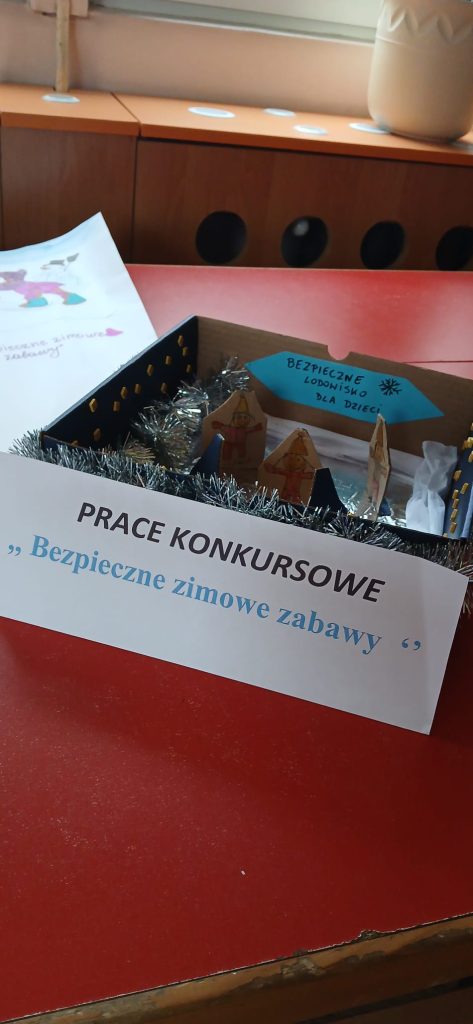 zimowe
zabawy"
BEZPIECZNE
LODOWISKO
DLA DZIECI
PRACE KONKURSOWE
„ Bezpieczne zimowe zabawy ‘’